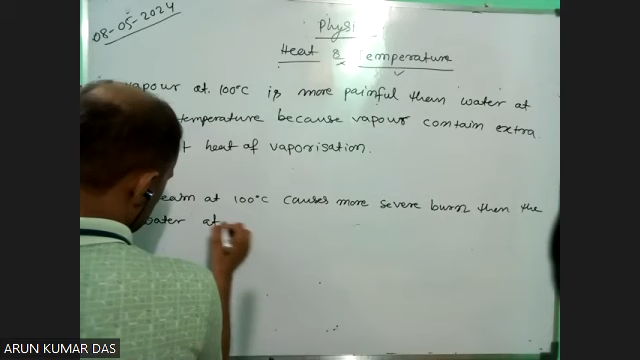 08-05-2024
Physi
Heat & Temperature
vapour at 100°C is more painful than water at
temperature because vapour contain extra
t heat of vaporisation.
eam at 100°C causes more severe burn then the
water at
ARUN KUMAR DAS